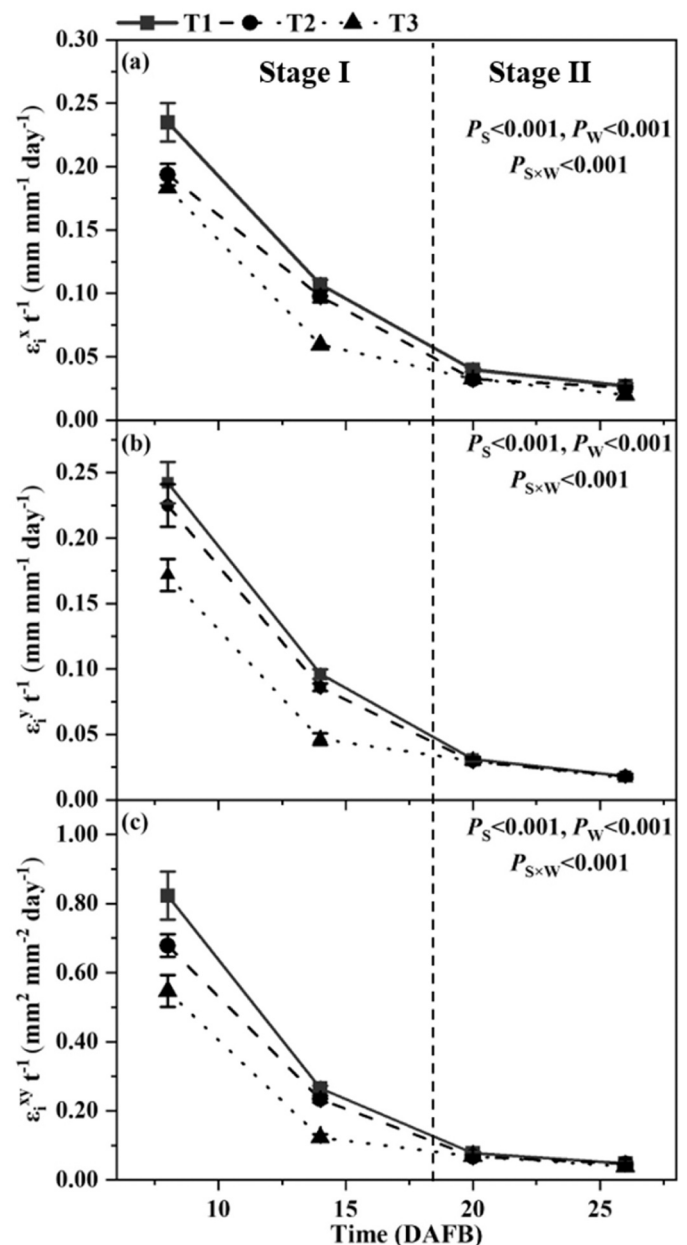 T1 T2 T3
0.30
(a) Stage I Stage II
0.25
P_S<0.001, P_W<0.001
0.20
P_S×W<0.001
0.15
0.10
0.05
0.00
ε_i^x t^-1 (mm mm^-1 day^-1)
(b) P_S<0.001, P_W<0.001
0.25
P_S×W<0.001
0.20
0.15
0.10
0.05
0.00
ε_i^y t^-1 (mm mm^-1 day^-1)
(c) P_S<0.001, P_W<0.001
1.00
P_S×W<0.001
0.80
0.60
0.40
0.20
0.00
ε_i^xy t^-1 (mm^2 mm^-2 day^-1)
10 15 20 25
Time (DAFB)